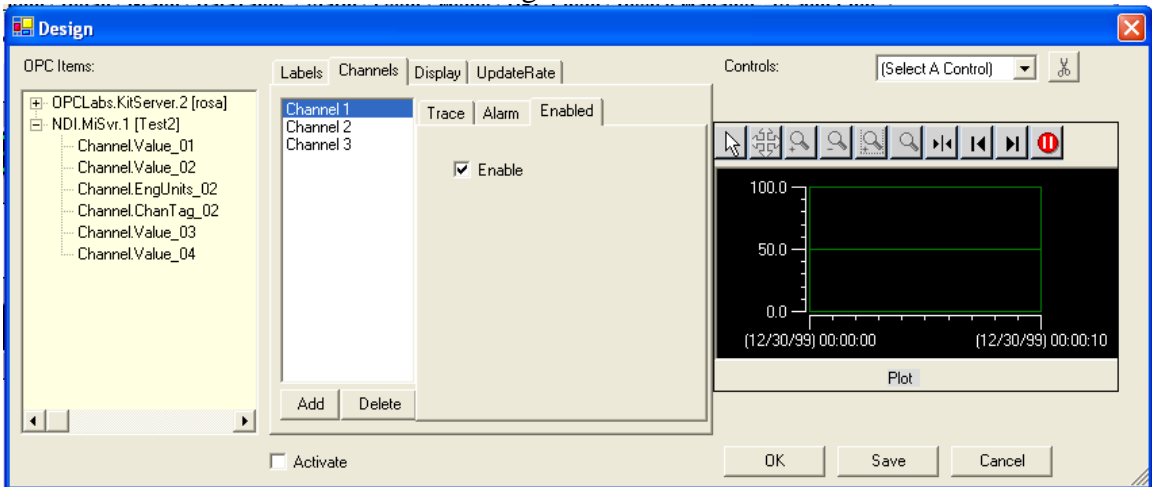 Design
OPC Items:
OPCLabs.KitServer.2 [rosa]
NDI.MiSvr.1 [Test2]
Channel.Value_01
Channel.Value_02
Channel.EngUnits_02
Channel.ChanTag_02
Channel.Value_03
Channel.Value_04
Labels Channels Display UpdateRate
Channel 1
Channel 2
Channel 3
Add Delete
Trace Alarm Enabled
Enable
Activate
Controls: (Select A Control)
100.0
50.0
0.0
(12/30/99) 00:00:00 (12/30/99) 00:00:10
Plot
OK Save Cancel